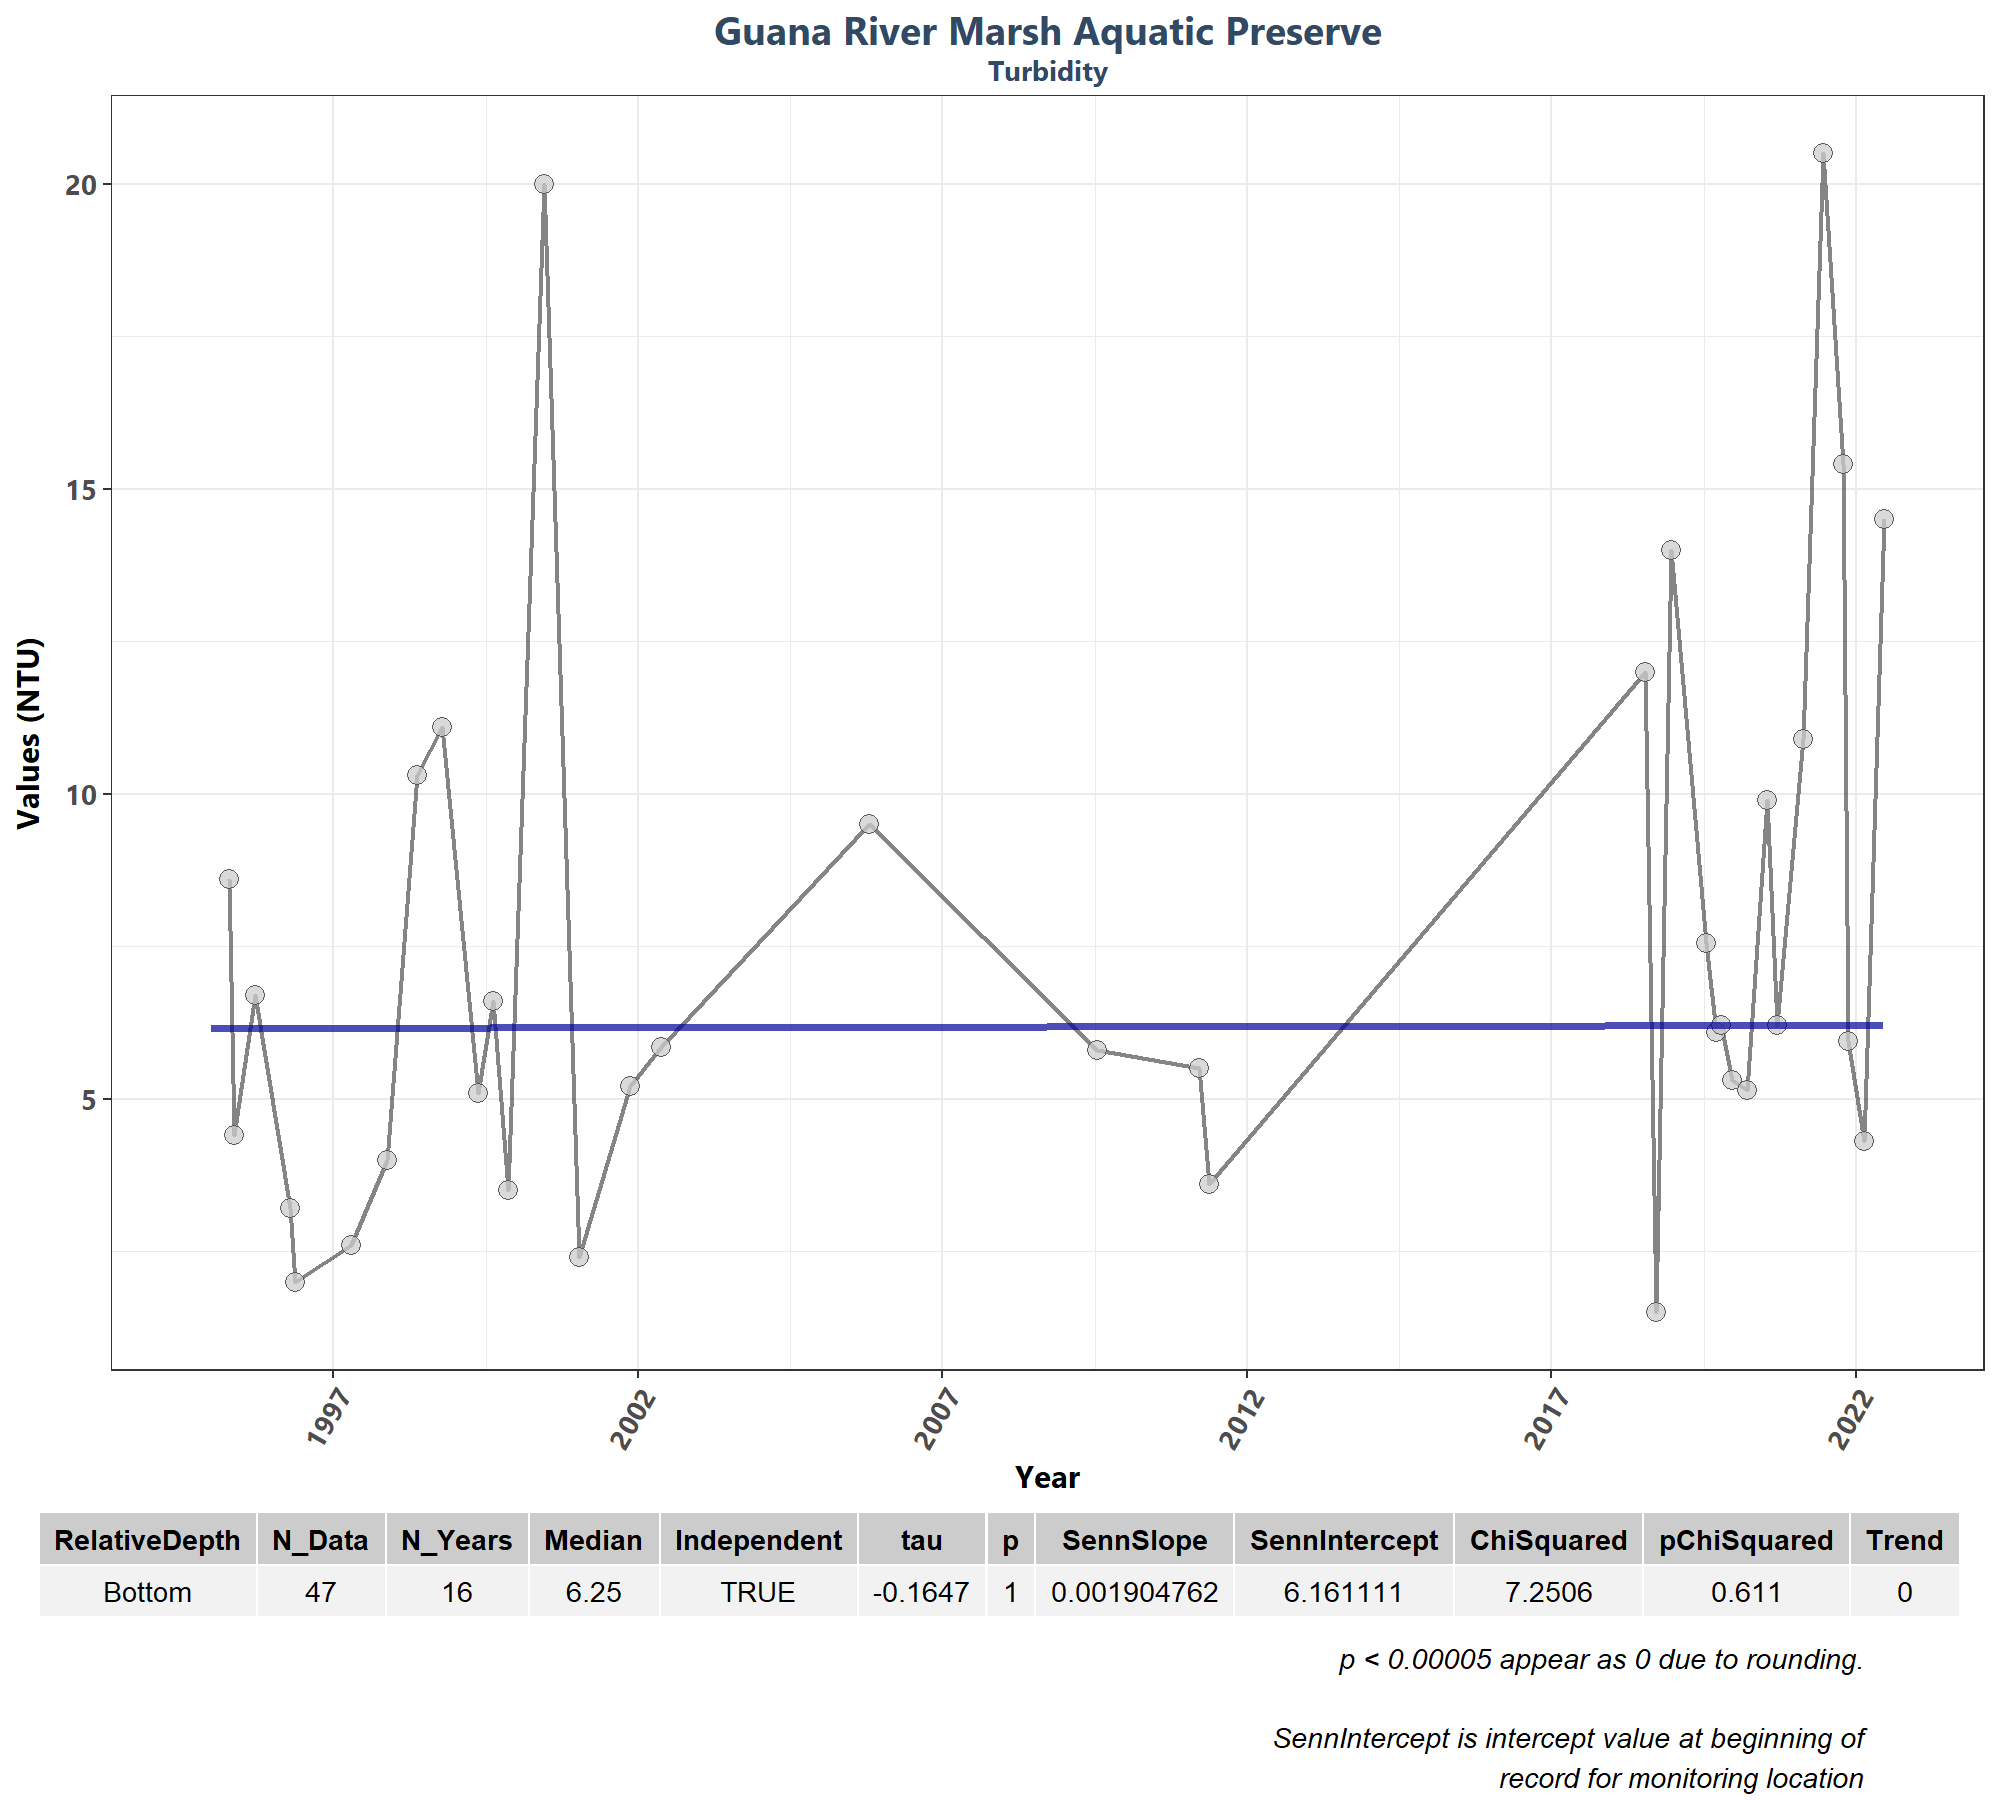 Guana River Marsh Aquatic Preserve
Turbidity
Values (NTU)
20
15
10
5
1997 2002 2007 2012 2017 2022
Year
RelativeDepth N_Data N_Years Median Independent tau p SennSlope SennIntercept ChiSquared pChiSquared Trend
Bottom 47 16 6.25 TRUE -0.1647 1 0.001904762 6.161111 7.2506 0.611 0
p < 0.00005 appear as 0 due to rounding.
SennIntercept is intercept value at beginning of
record for monitoring location